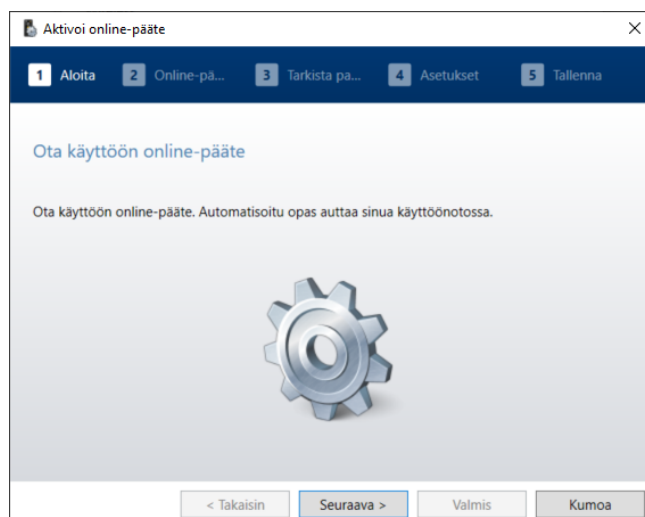 Aktivoi online-pääte
1 Aloita 2 Online-pä... 3 Tarkista pa... 4 Asetukset 5 Tallenna
Ota käyttöön online-pääte
Ota käyttöön online-pääte. Automatisoitu opas auttaa sinua käyttöönotossa.
< Takaisin Seuraava > Valmis Kumoa